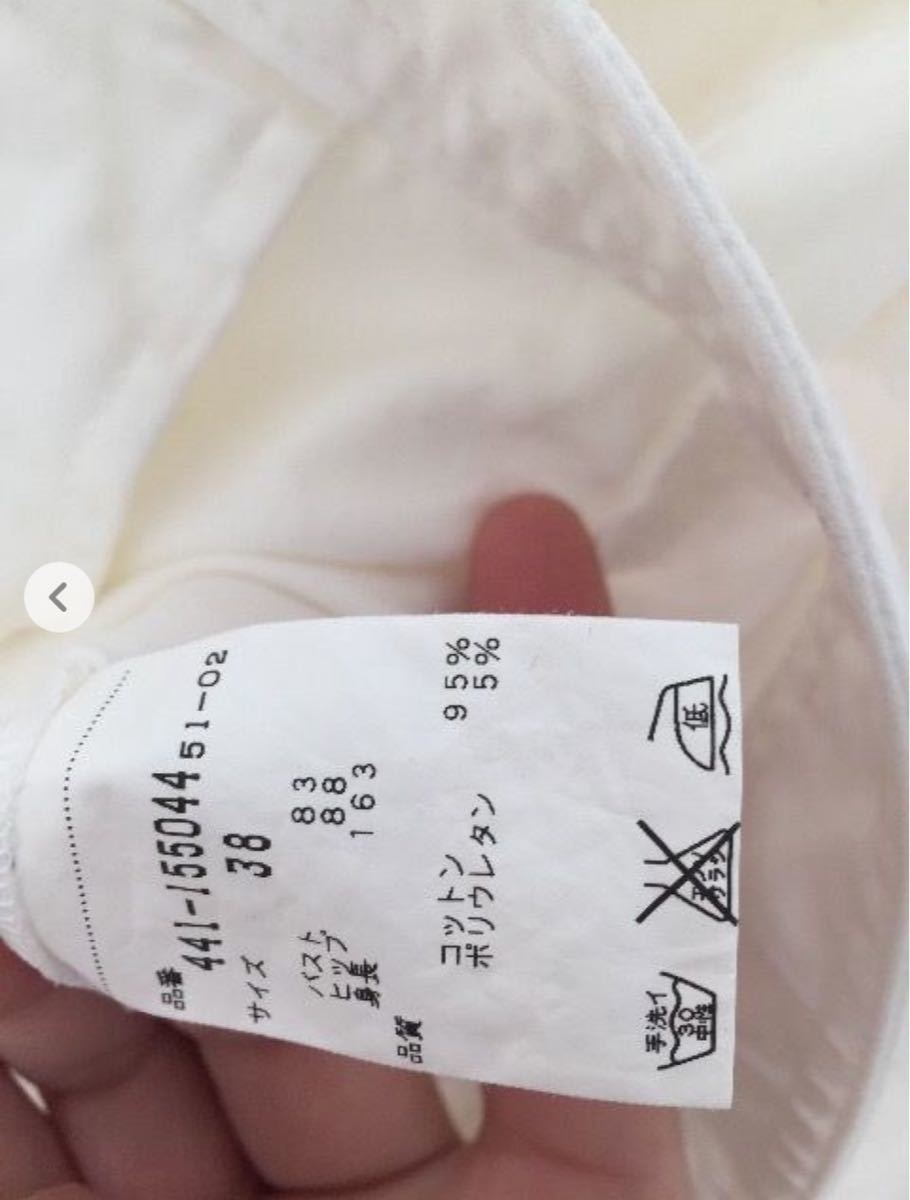 品番
441-15504451-02
サイズ 38
バスト 83
ヒップ 88
身長 163
品質
コットン 95%
ポリウレタン 5%
手洗イ
30
中性
エンソ
サラシ
低